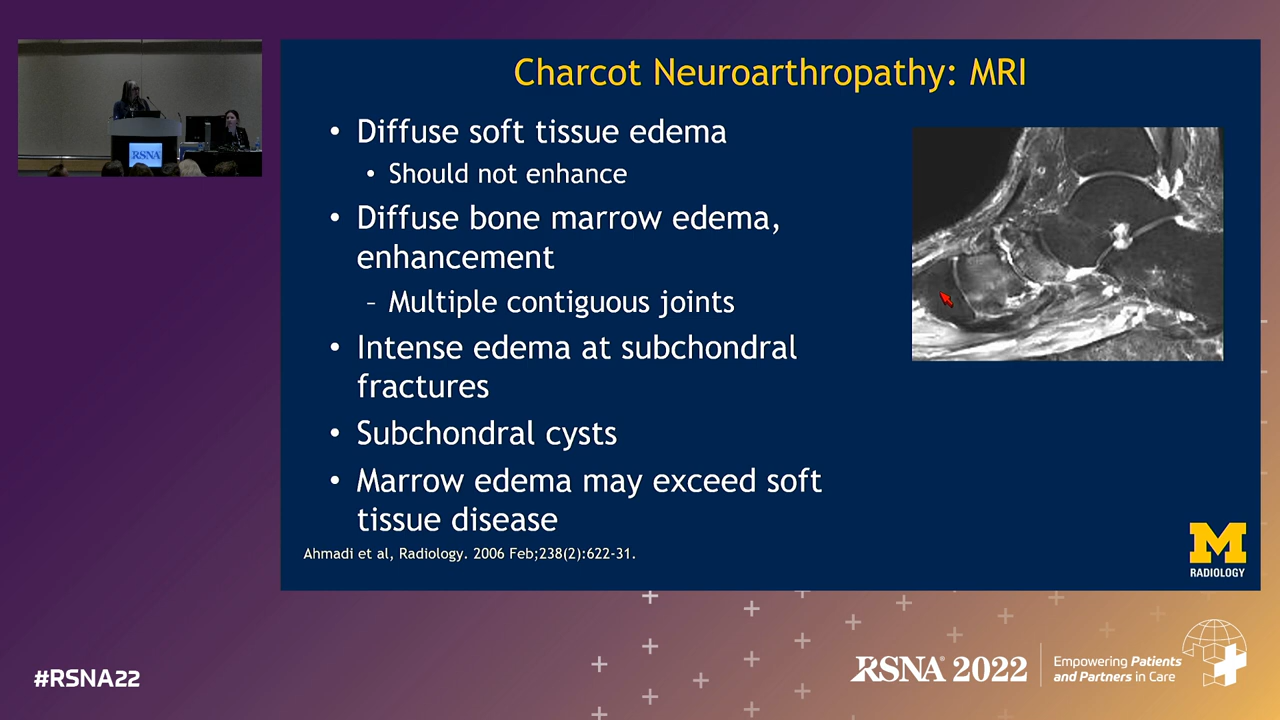 Charcot Neuroarthropathy: MRI
• Diffuse soft tissue edema
• Should not enhance
• Diffuse bone marrow edema,
enhancement
– Multiple contiguous joints
• Intense edema at subchondral
fractures
• Subchondral cysts
• Marrow edema may exceed soft
tissue disease
Ahmadi et al, Radiology. 2006 Feb;238(2):622-31.
M
RADIOLOGY
RSNA
#RSNA22
RSNA® 2022
Empowering Patients
and Partners in Care